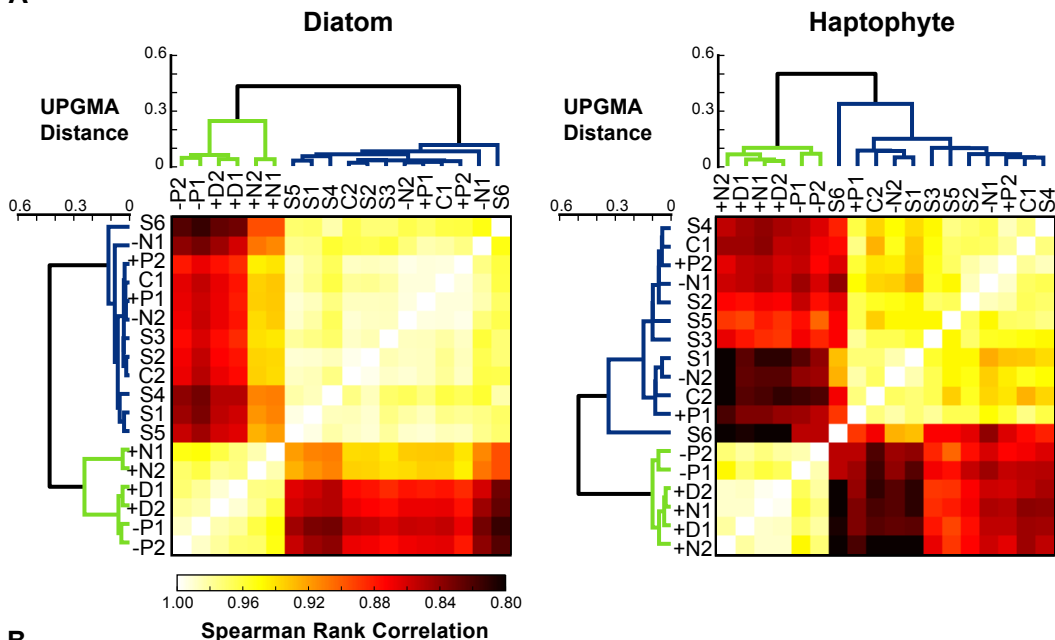 Diatom
Haptophyte
UPGMA
Distance
0.6
0.3
0
-P2 -P1 +D2 +D1 +N2 +N1 S5 S1 S4 C2 S2 S3 -N2 +P1 C1 +P2 -N1 S6
0.6 0.3 0
S6
-N1
+P2
C1
+P1
-N2
S3
S2
C2
S4
S1
S5
+N1
+N2
+D1
+D2
-P1
-P2
1.00 0.96 0.92 0.88 0.84 0.80
Spearman Rank Correlation
UPGMA
Distance
0.6
0.3
0
+N2 +D1 +N1 +D2 -P1 -P2 S6 +P1 C2 -N2 S1 S3 S5 S2 -N1 +P2 C1 S4
0.6 0.3 0
S4
C1
+P2
-N1
S2
S5
S3
S1
-N2
C2
+P1
S6
-P2
-P1
+D2
+N1
+D1
+N2